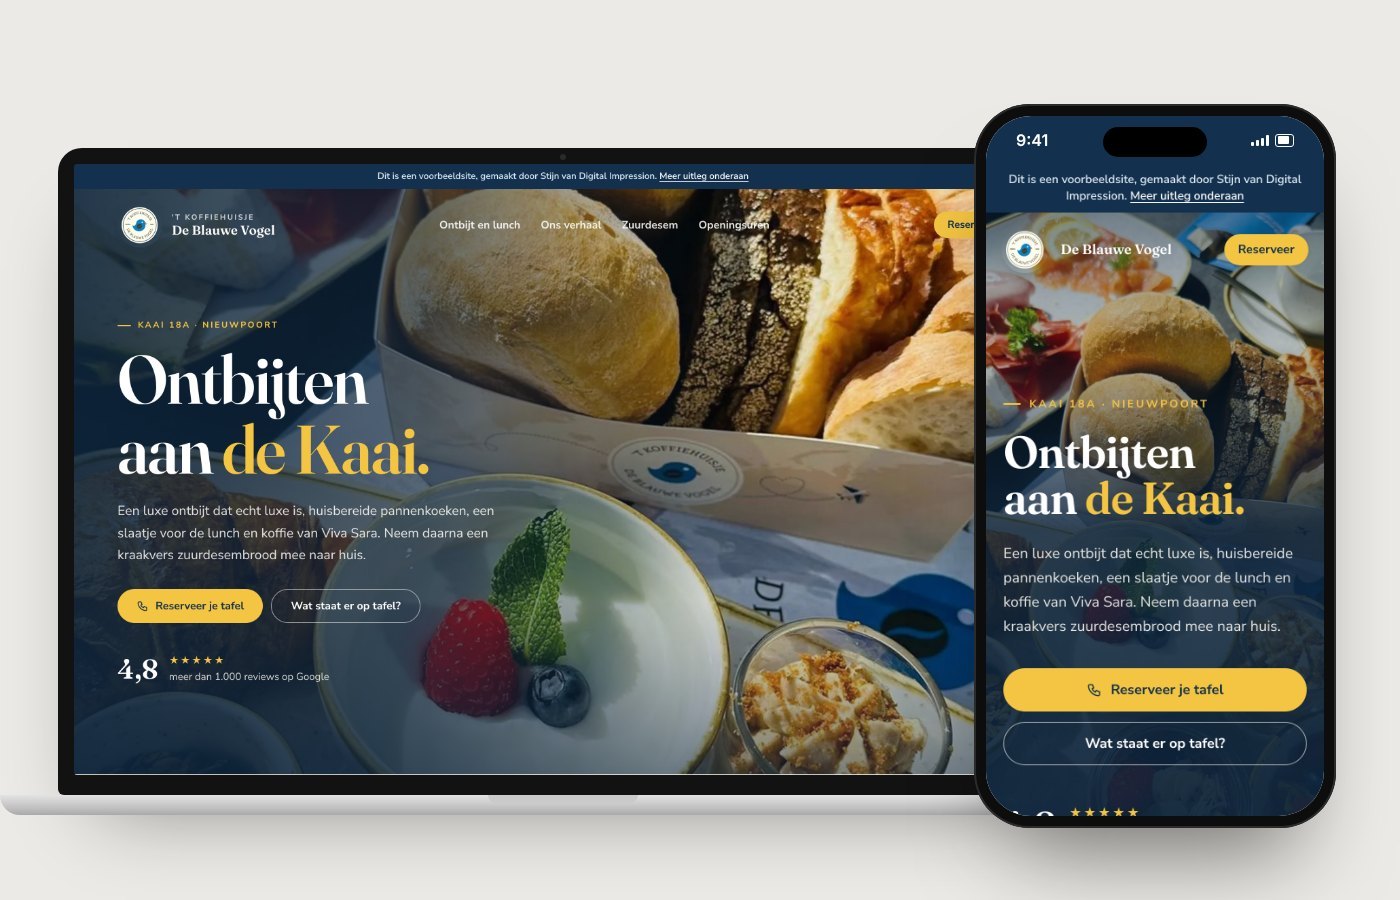 Dit is een voorbeeldsite, gemaakt door Stijn van Digital Impression. Meer uitleg onderaan
'T KOFFIEHUISJE
De Blauwe Vogel
Ontbijt en lunch
Ons verhaal
Zuurdesem
Openingsuren
Reser
KAAI 18A · NIEUWPOORT
Ontbijten
aan de Kaai.
Een luxe ontbijt dat echt luxe is, huisbereide pannenkoeken, een
slaatje voor de lunch en koffie van Viva Sara. Neem daarna een
kraakvers zuurdesembrood mee naar huis.
Reserveer je tafel
Wat staat er op tafel?
4,8
★★★★★
meer dan 1.000 reviews op Google
'T KOFFIEHUISJE
DE BLAUWE VOGEL
DE
9:41
Dit is een voorbeeldsite, gemaakt door Stijn van Digital
Impression. Meer uitleg onderaan
De Blauwe Vogel
Reserveer
KAAI 18A · NIEUWPOORT
Ontbijten
aan de Kaai.
Een luxe ontbijt dat echt luxe is, huisbereide
pannenkoeken, een slaatje voor de lunch en
koffie van Viva Sara. Neem daarna een
kraakvers zuurdesembrood mee naar huis.
Reserveer je tafel
Wat staat er op tafel?
★★★★★